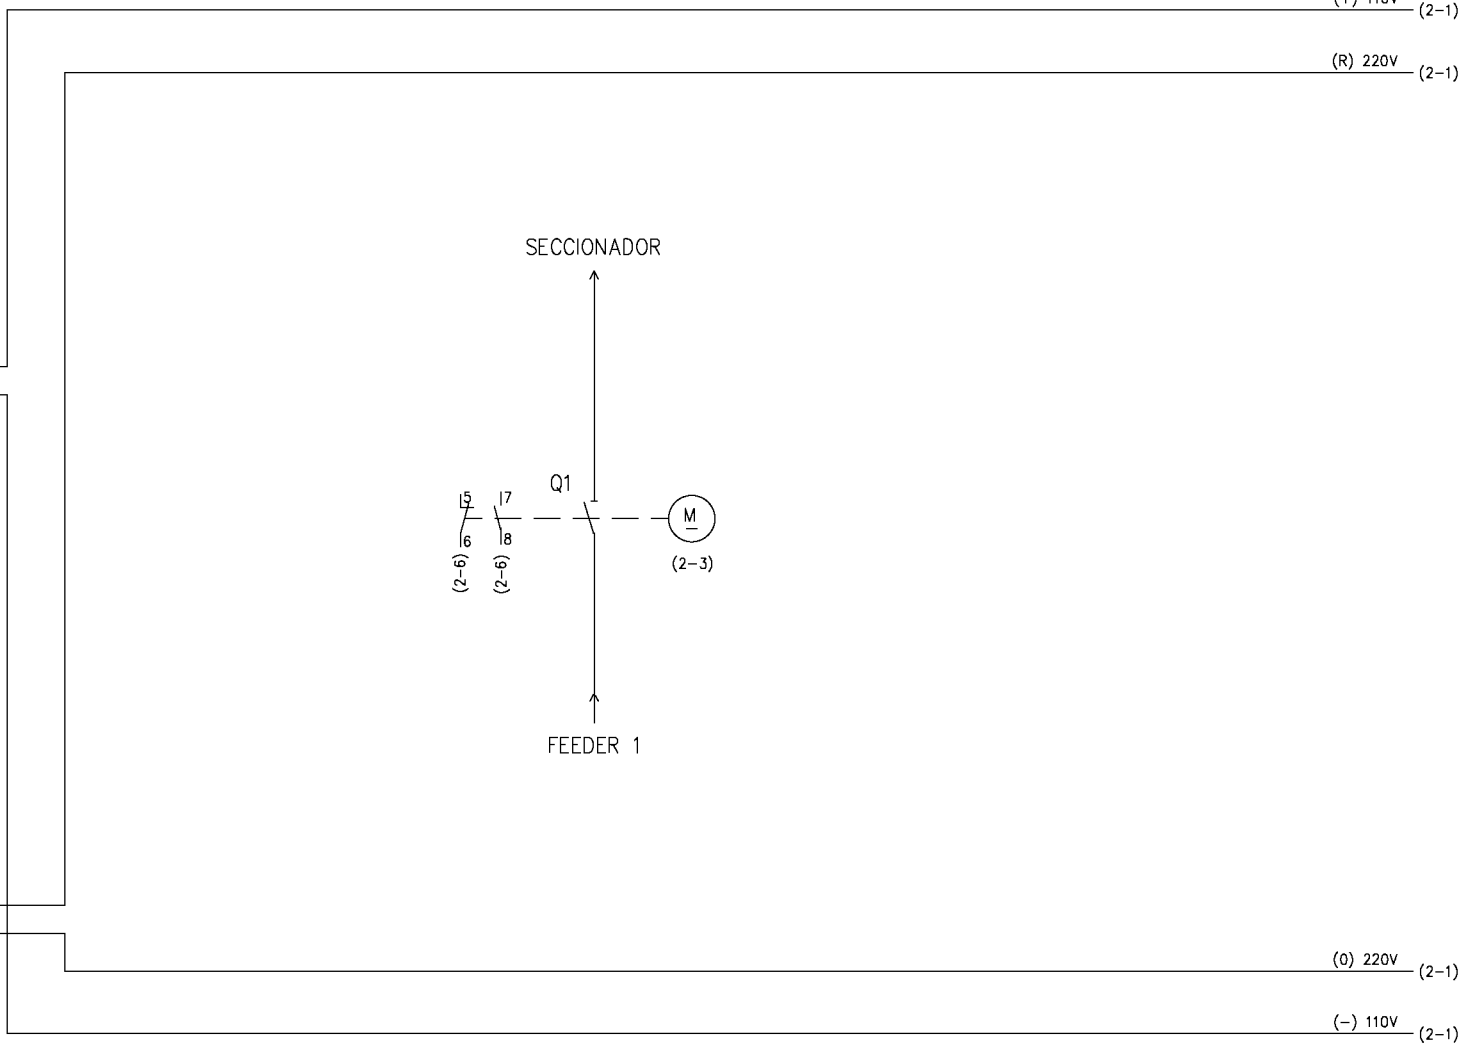 110V (2-1)
(R) 220V (2-1)
SECCIONADOR
Q1
5 7
M
6 8
(2-6) (2-6) (2-3)
FEEDER 1
(0) 220V (2-1)
(-) 110V (2-1)